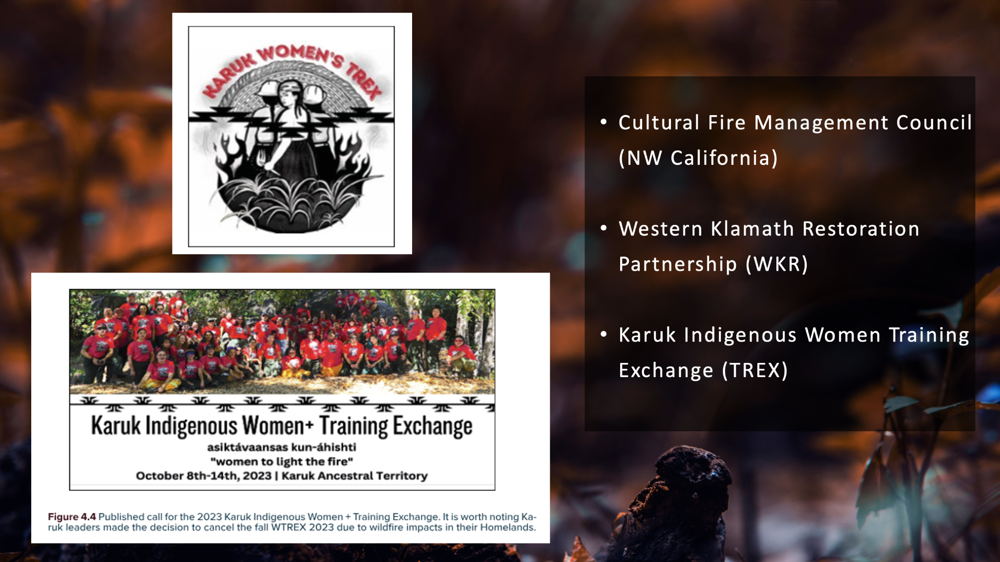 KARUK WOMEN'S TREX
Karuk Indigenous Women+ Training Exchange
asiktávaansas kun-áhishti
"women to light the fire"
October 8th-14th, 2023 | Karuk Ancestral Territory
Figure 4.4 Published call for the 2023 Karuk Indigenous Women + Training Exchange. It is worth noting Ka-
ruk leaders made the decision to cancel the fall WTREX 2023 due to wildfire impacts in their Homelands.
• Cultural Fire Management Council
(NW California)
• Western Klamath Restoration
Partnership (WKR)
• Karuk Indigenous Women Training
Exchange (TREX)